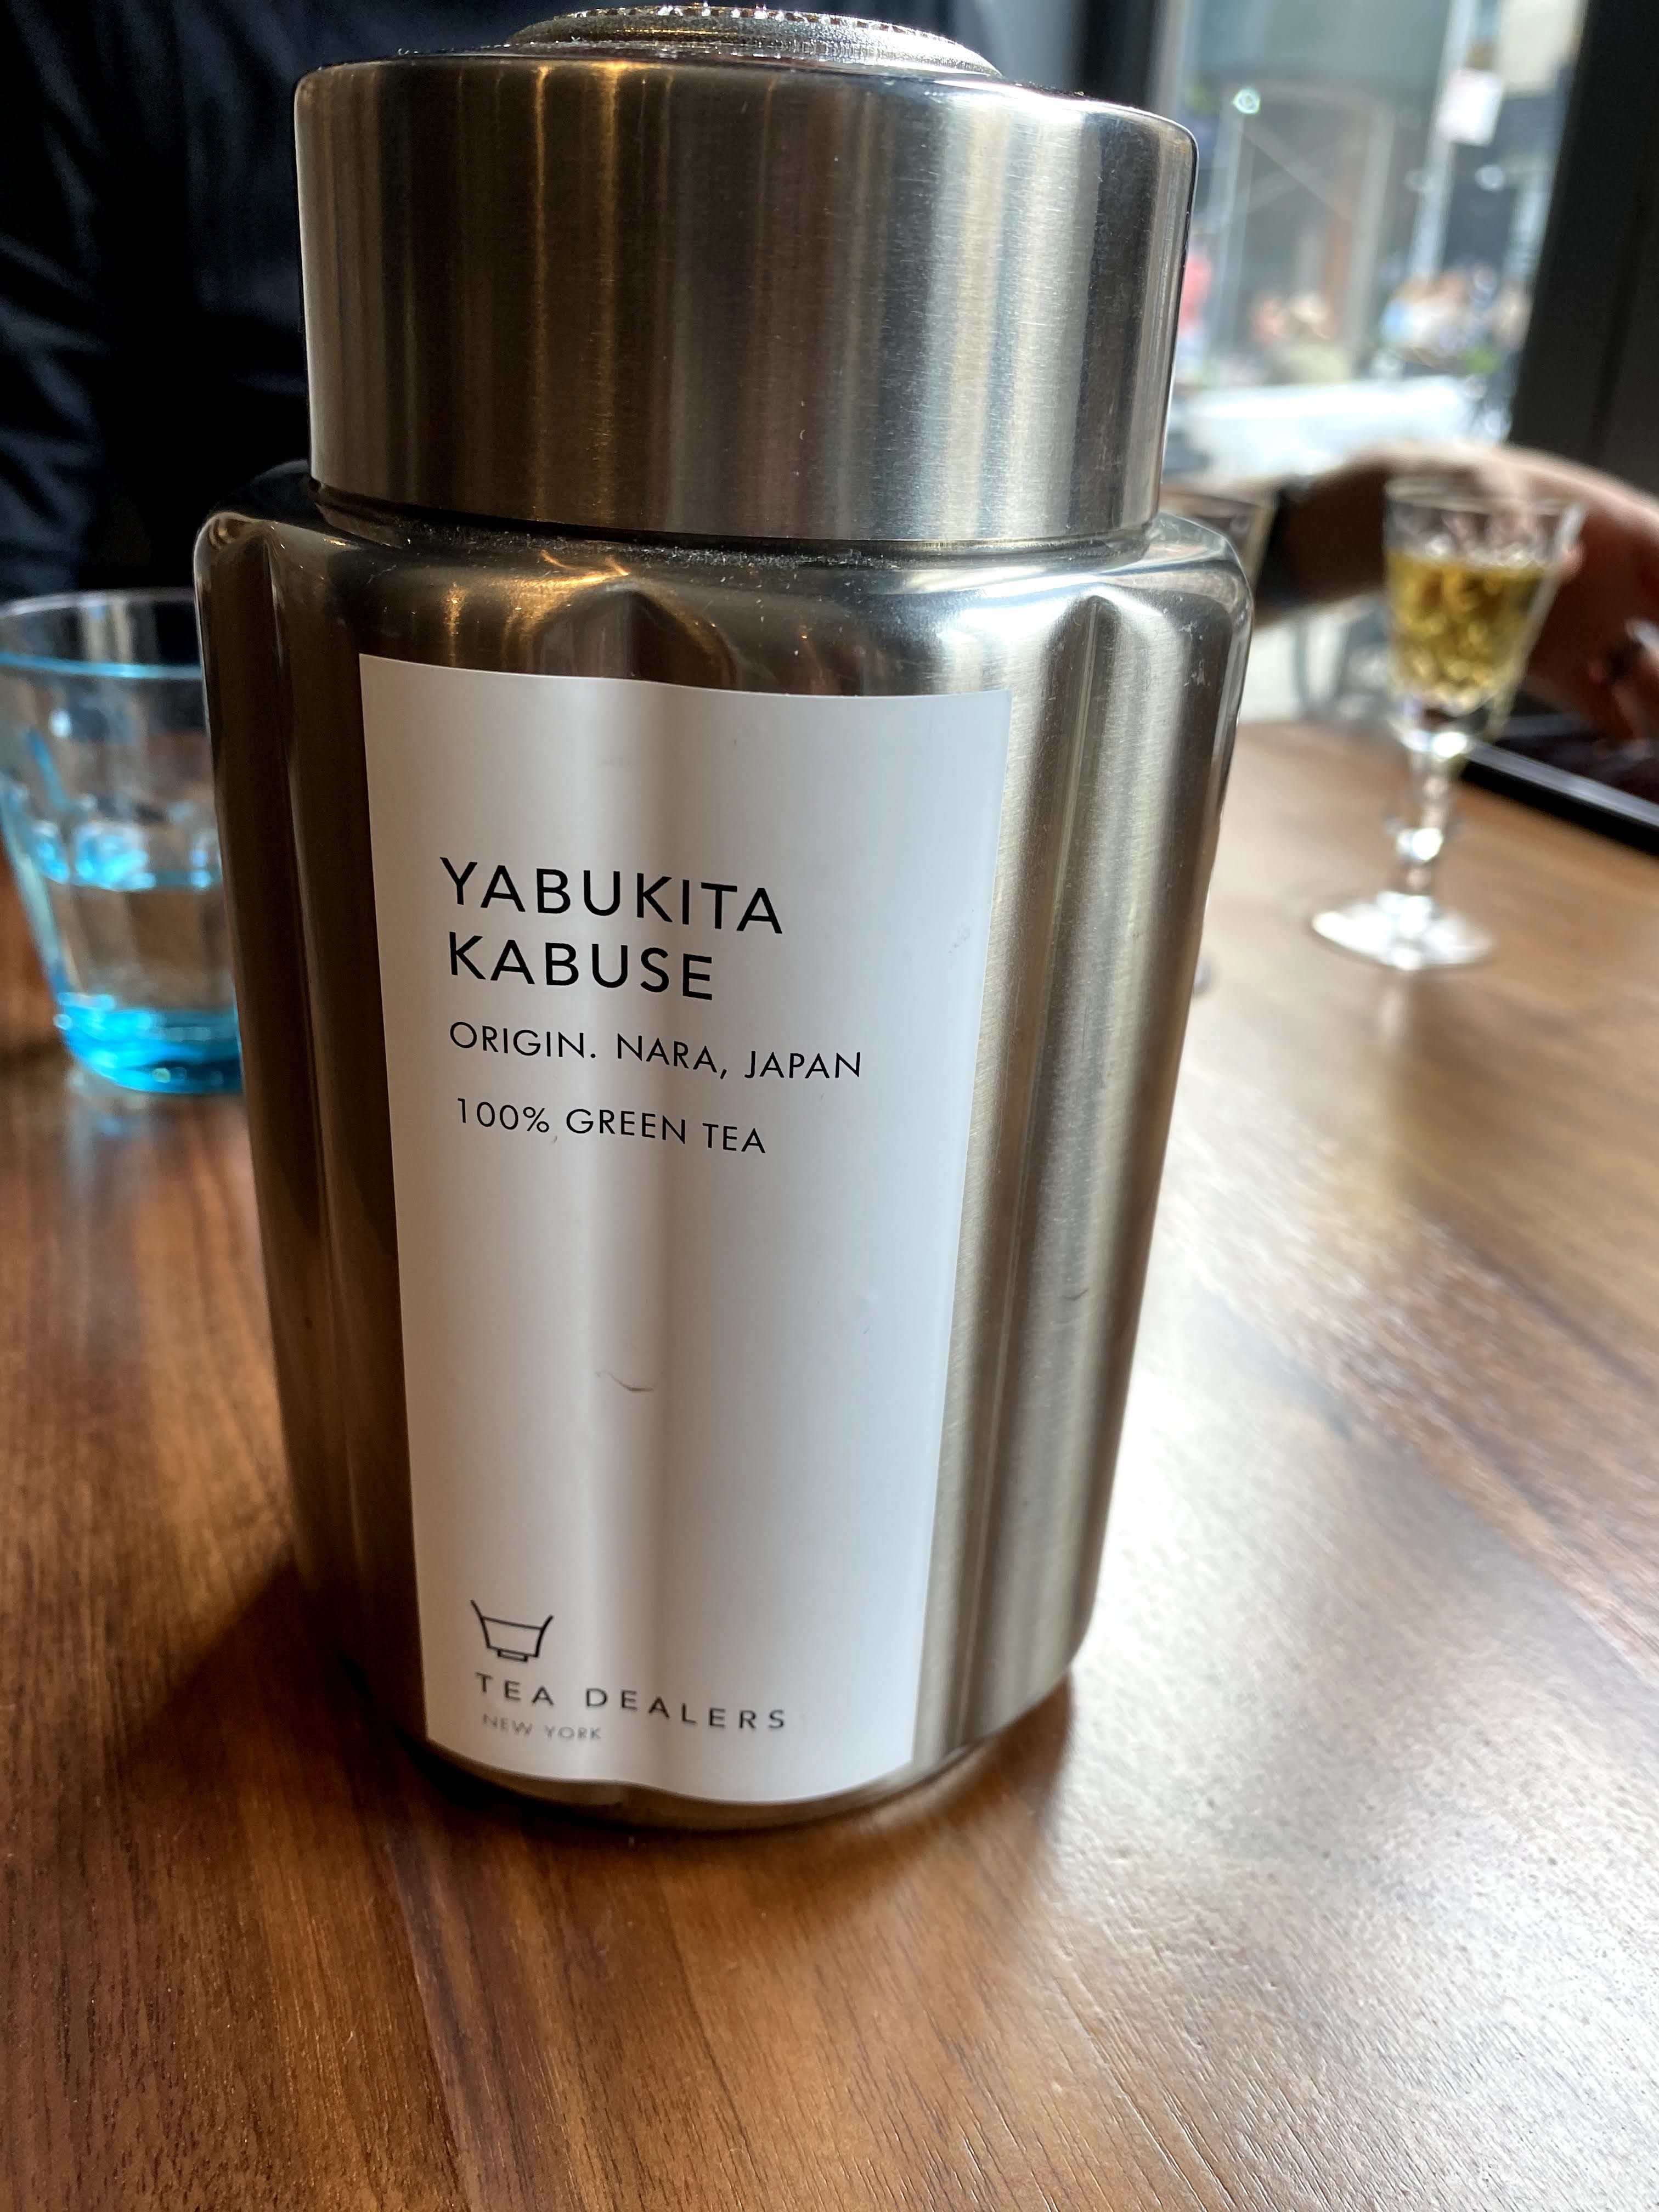 YABUKITA
KABUSE
ORIGIN. NARA, JAPAN
100% GREEN TEA
TEA DEALERS
NEW YORK